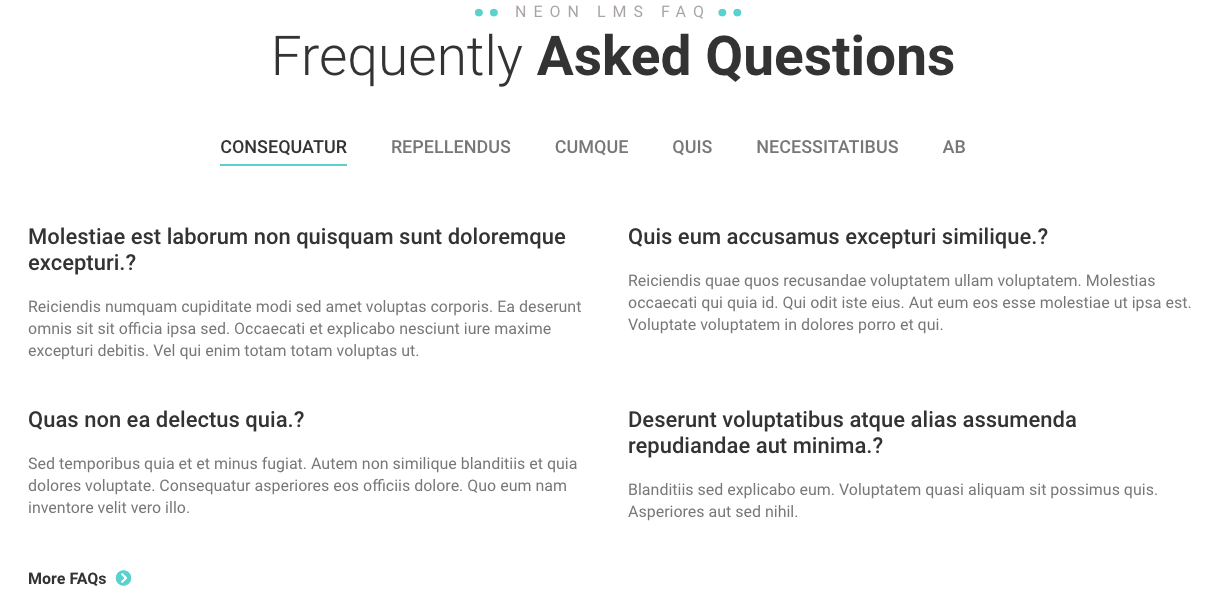 NEON LMS FAQ
Frequently Asked Questions
CONSEQUATUR REPELLENDUS CUMQUE QUIS NECESSITATIBUS AB
Molestiae est laborum non quisquam sunt doloremque
excepturi.?
Reiciendis numquam cupiditate modi sed amet voluptas corporis. Ea deserunt
omnis sit sit officia ipsa sed. Occaecati et explicabo nesciunt iure maxime
excepturi debitis. Vel qui enim totam totam voluptas ut.
Quis eum accusamus excepturi similique.?
Reiciendis quae quos recusandae voluptatem ullam voluptatem. Molestias
occaecati qui quia id. Qui odit iste eius. Aut eum eos esse molestiae ut ipsa est.
Voluptate voluptatem in dolores porro et qui.
Quas non ea delectus quia.?
Sed temporibus quia et et minus fugiat. Autem non similique blanditiis et quia
dolores voluptate. Consequatur asperiores eos officiis dolore. Quo eum nam
inventore velit vero illo.
Deserunt voluptatibus atque alias assumenda
repudiandae aut minima.?
Blanditiis sed explicabo eum. Voluptatem quasi aliquam sit possimus quis.
Asperiores aut sed nihil.
More FAQs